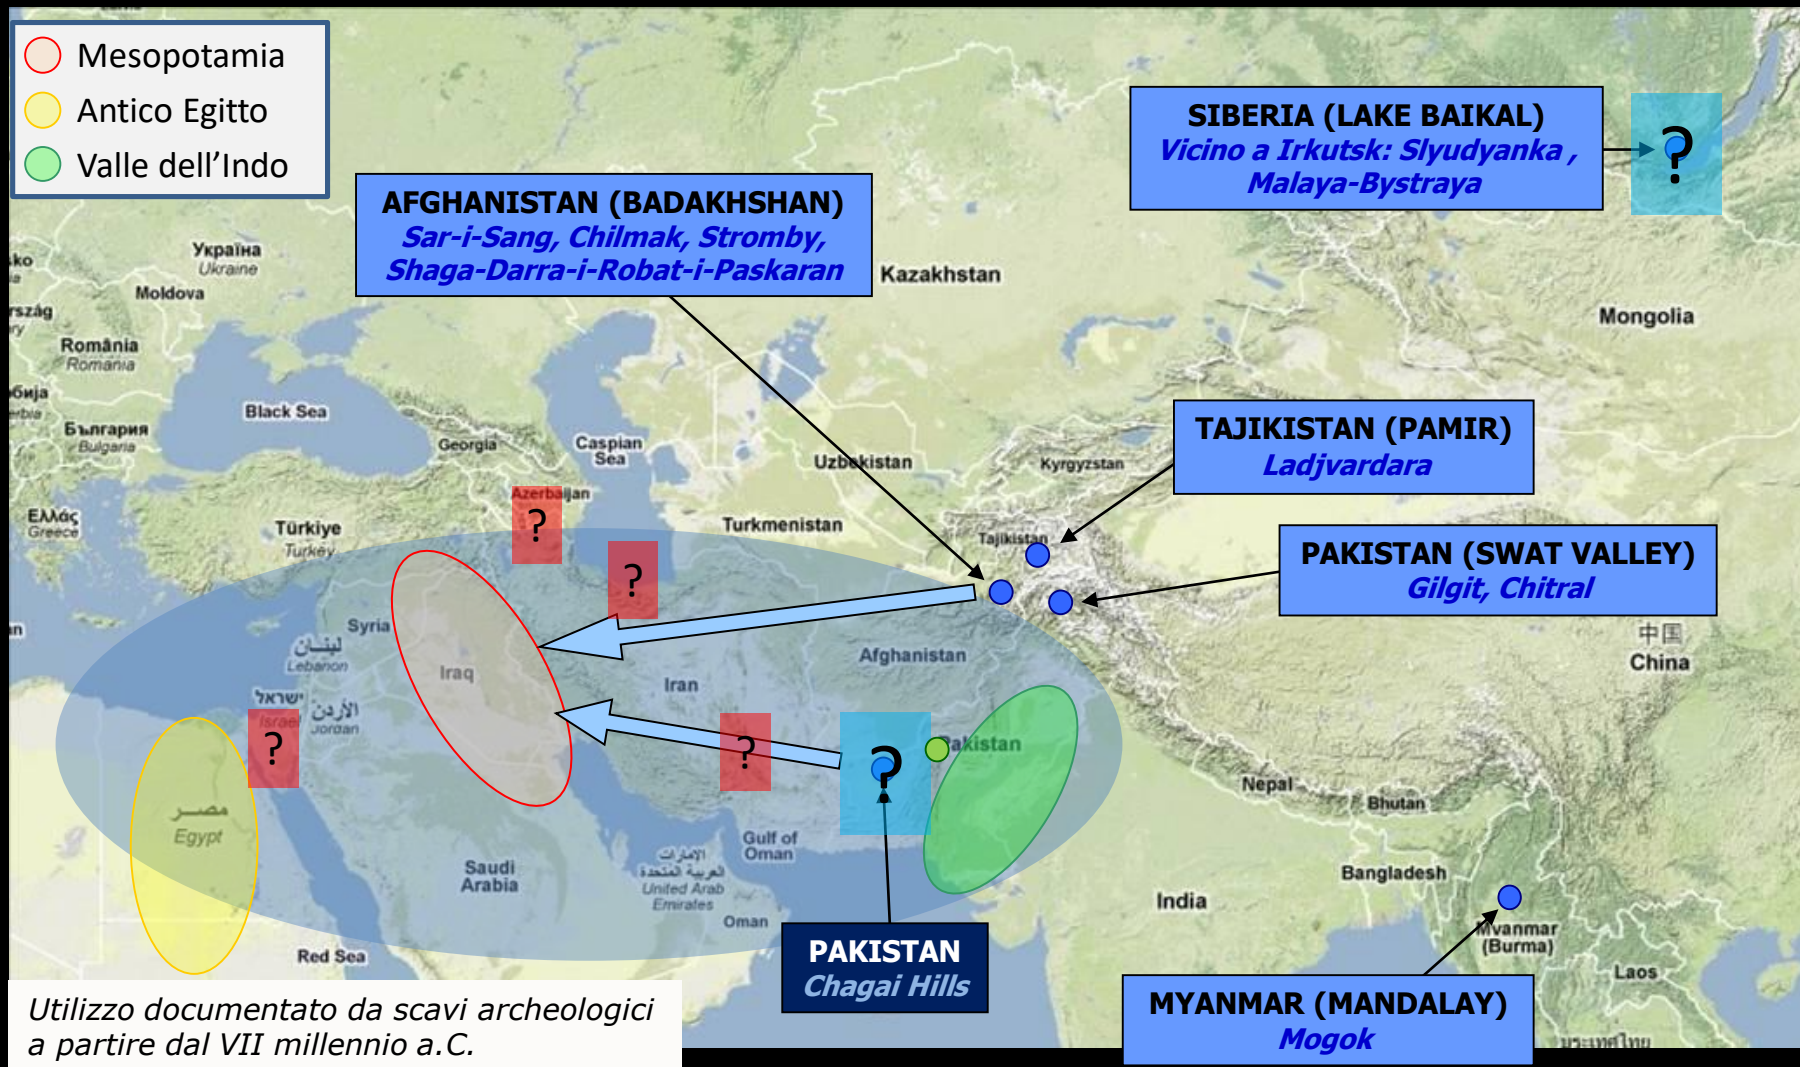 Mesopotamia
Antico Egitto
Valle dell'Indo
SIBERIA (LAKE BAIKAL)
Vicino a Irkutsk: Slyudyanka ,
Malaya-Bystraya
?
AFGHANISTAN (BADAKHSHAN)
Sar-i-Sang, Chilmak, Stromby,
Shaga-Darra-i-Robat-i-Paskaran
Україна
Ukraine
Moldova
Kazakhstan
Mongolia
România
Romania
България
Bulgaria
Black Sea
Georgia
Caspian
Sea
Uzbekistan
Kyrgyzstan
TAJIKISTAN (PAMIR)
Ladjvardara
Azerbaijan
?
Ελλάς
Greece
Türkiye
Turkey
Turkmenistan
Tajikistan
PAKISTAN (SWAT VALLEY)
Gilgit, Chitral
?
Syria
لبنان
Lebanon
Iraq
Iran
Afghanistan
中国
China
ישראל
Israel
الأردن
Jordan
?
?
?
Pakistan
مصر
Egypt
Nepal
Bhutan
Gulf of
Oman
Saudi
Arabia
الإمارات
العربية المتحدة
United Arab
Emirates
Oman
Bangladesh
India
Myanmar
(Burma)
Laos
Red Sea
PAKISTAN
Chagai Hills
MYANMAR (MANDALAY)
Mogok
Utilizzo documentato da scavi archeologici
a partire dal VII millennio a.C.